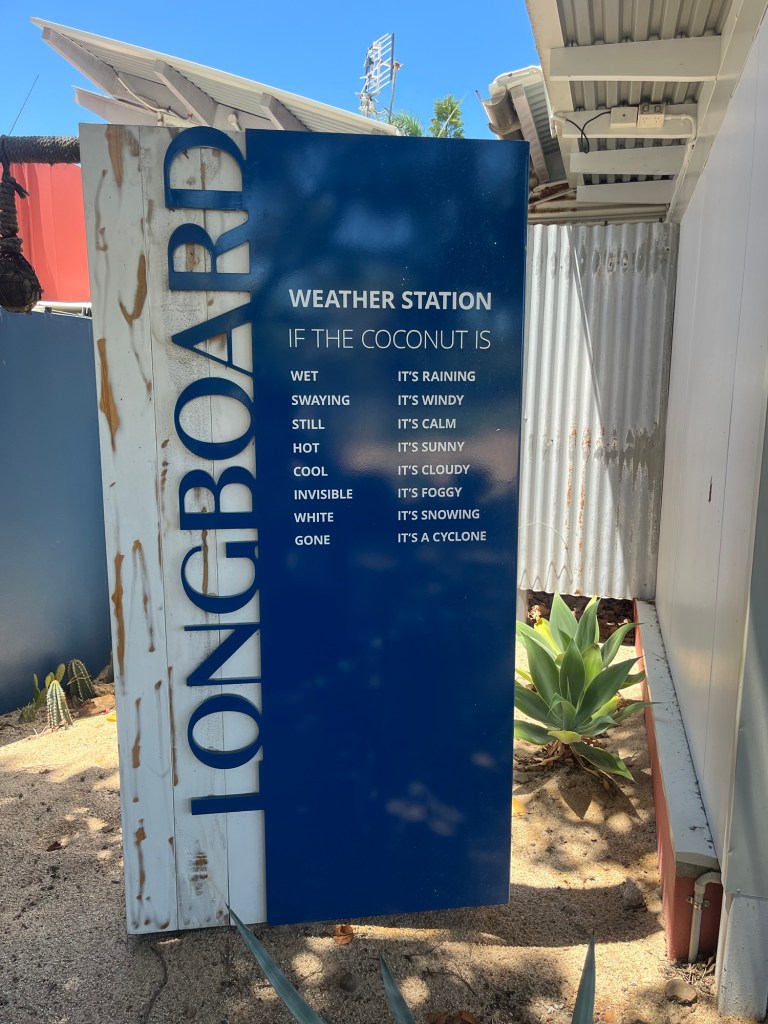 LONGBOARD
WEATHER STATION
IF THE COCONUT IS
WET IT'S RAINING
SWAYING IT'S WINDY
STILL IT'S CALM
HOT IT'S SUNNY
COOL IT'S CLOUDY
INVISIBLE IT'S FOGGY
WHITE IT'S SNOWING
GONE IT'S A CYCLONE